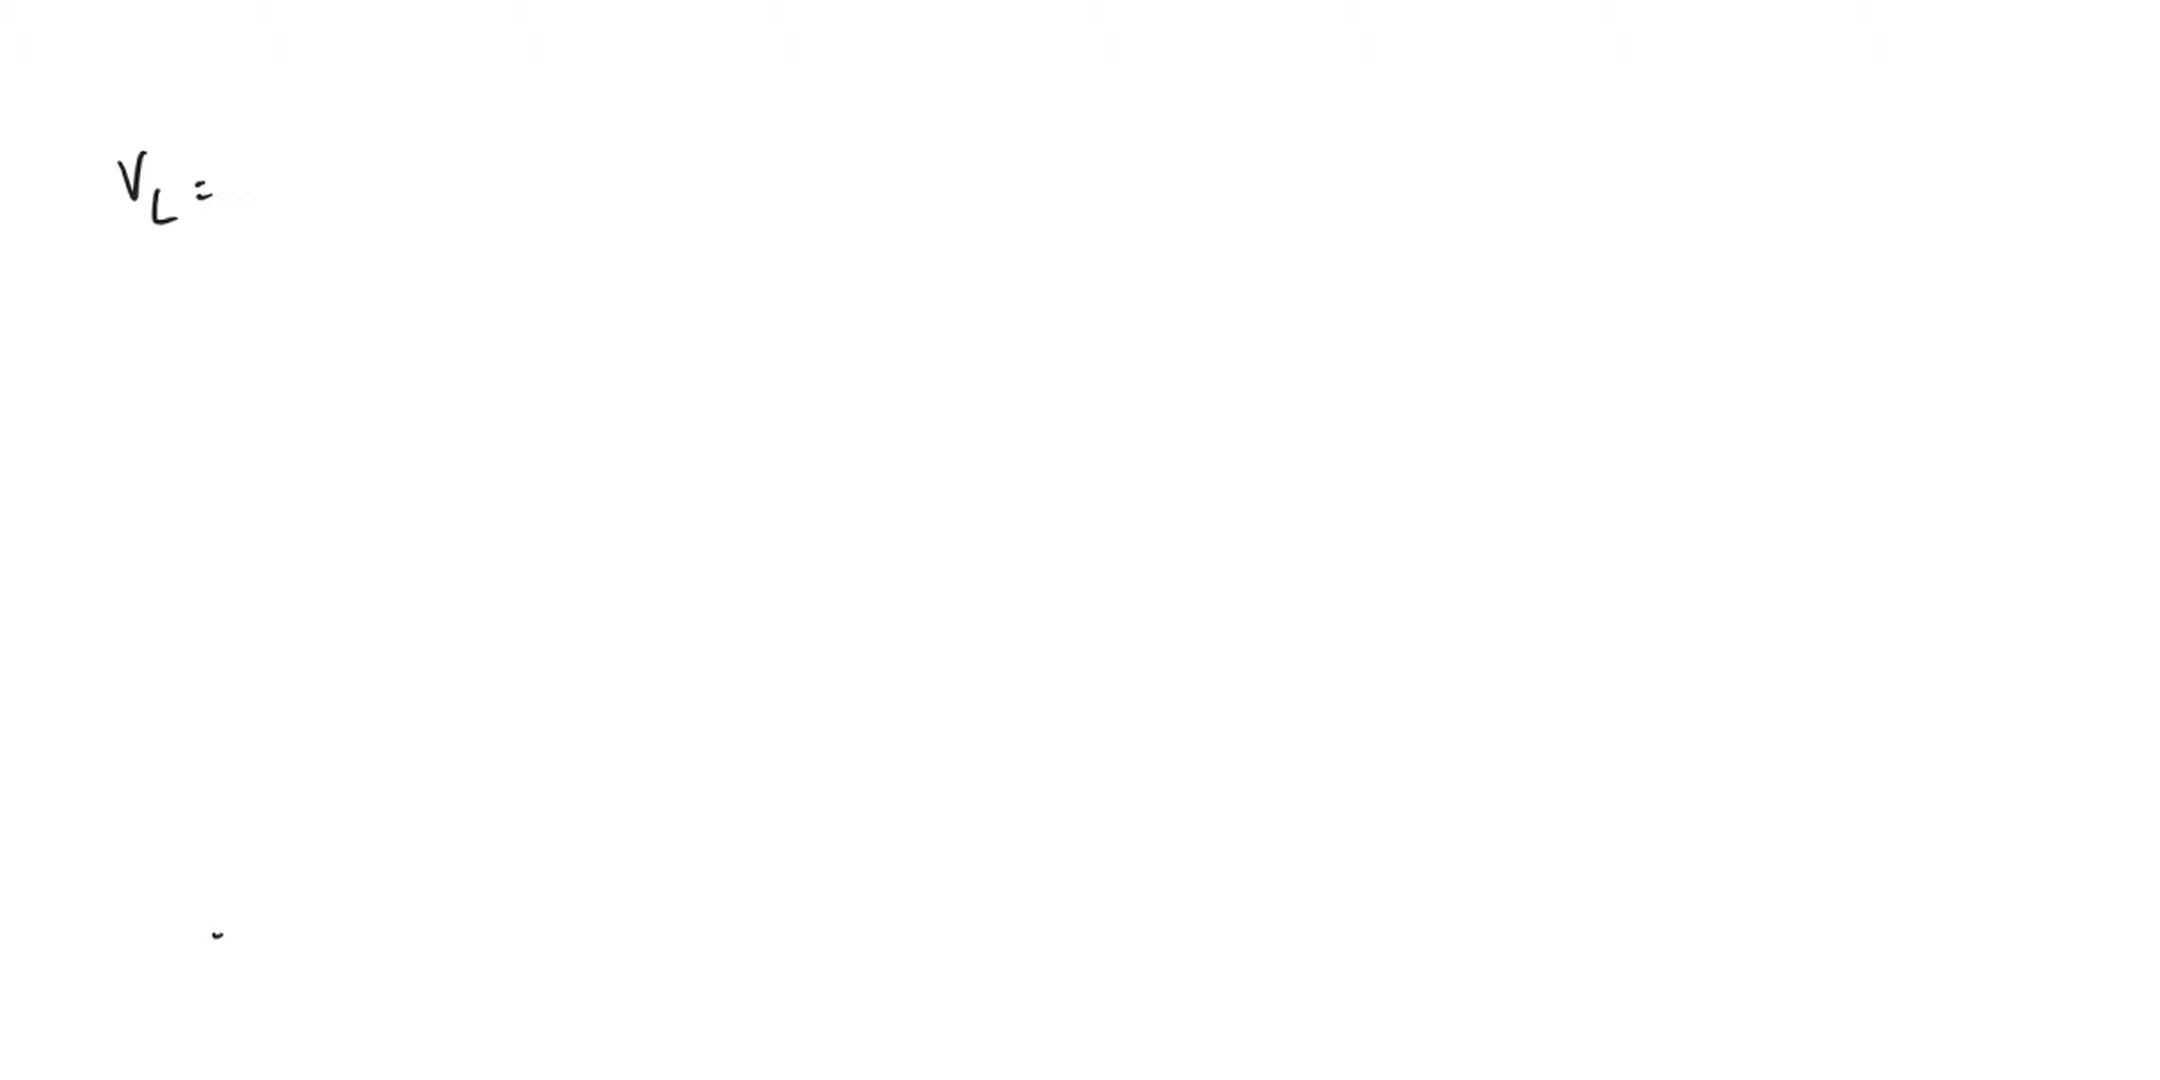 V_L =